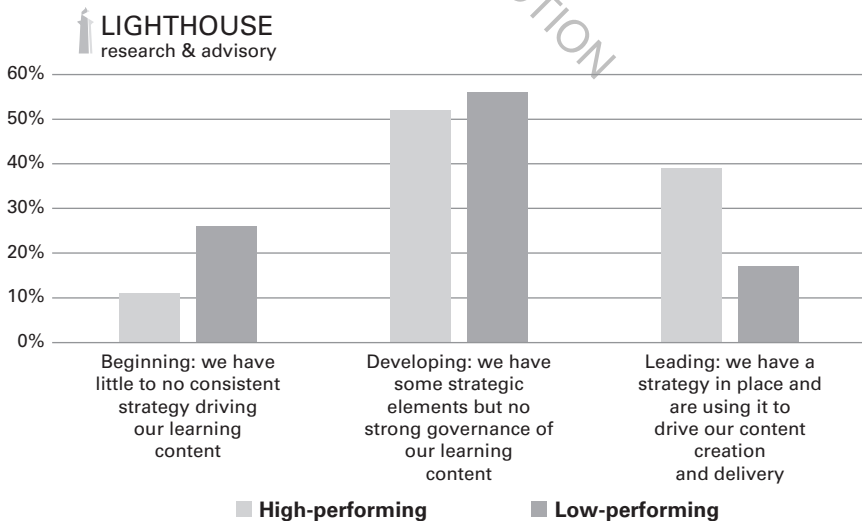 LIGHTHOUSE
research & advisory
60%
50%
40%
30%
20%
10%
0%
Beginning: we have
little to no consistent
strategy driving
our learning
content
Developing: we have
some strategic
elements but no
strong governance of
our learning
content
Leading: we have a
strategy in place and
are using it to
drive our content
creation
and delivery
High-performing
Low-performing